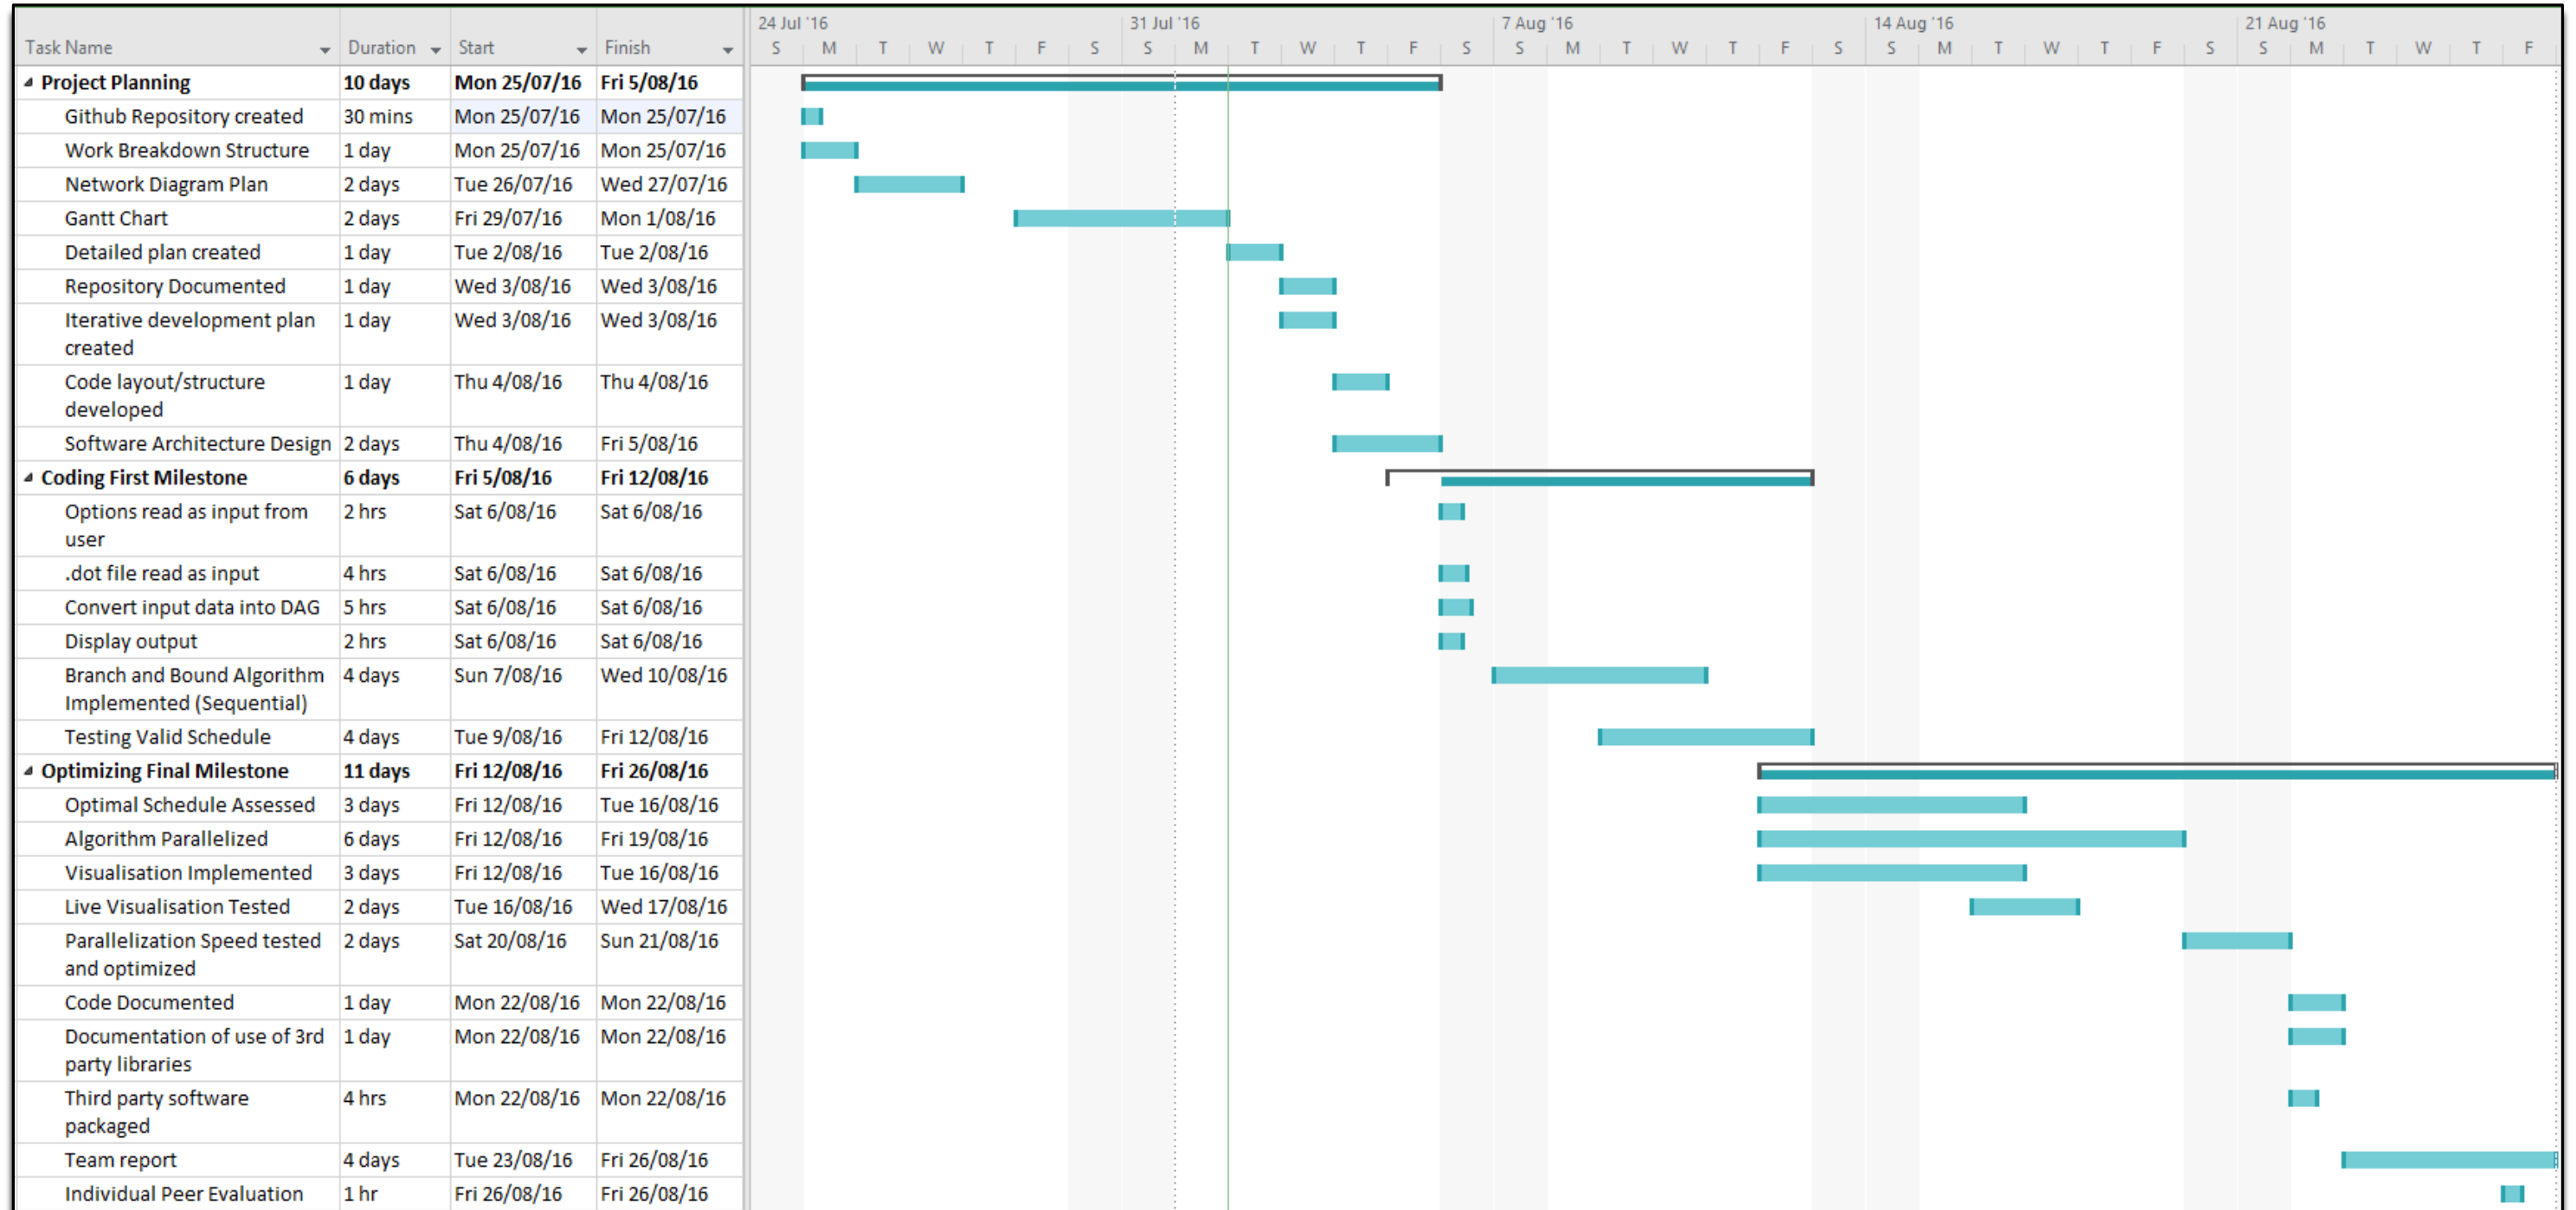 24 Jul '16 31 Jul '16 7 Aug '16 14 Aug '16 21 Aug '16
Task Name Duration Start Finish S M T W T F S S M T W T F S S M T W T F S S M T W T F S S M T W T F
Project Planning 10 days Mon 25/07/16 Fri 5/08/16
Github Repository created 30 mins Mon 25/07/16 Mon 25/07/16
Work Breakdown Structure 1 day Mon 25/07/16 Mon 25/07/16
Network Diagram Plan 2 days Tue 26/07/16 Wed 27/07/16
Gantt Chart 2 days Fri 29/07/16 Mon 1/08/16
Detailed plan created 1 day Tue 2/08/16 Tue 2/08/16
Repository Documented 1 day Wed 3/08/16 Wed 3/08/16
Iterative development plan 1 day Wed 3/08/16 Wed 3/08/16
created
Code layout/structure 1 day Thu 4/08/16 Thu 4/08/16
developed
Software Architecture Design 2 days Thu 4/08/16 Fri 5/08/16
Coding First Milestone 6 days Fri 5/08/16 Fri 12/08/16
Options read as input from 2 hrs Sat 6/08/16 Sat 6/08/16
user
.dot file read as input 4 hrs Sat 6/08/16 Sat 6/08/16
Convert input data into DAG 5 hrs Sat 6/08/16 Sat 6/08/16
Display output 2 hrs Sat 6/08/16 Sat 6/08/16
Branch and Bound Algorithm 4 days Sun 7/08/16 Wed 10/08/16
Implemented (Sequential)
Testing Valid Schedule 4 days Tue 9/08/16 Fri 12/08/16
Optimizing Final Milestone 11 days Fri 12/08/16 Fri 26/08/16
Optimal Schedule Assessed 3 days Fri 12/08/16 Tue 16/08/16
Algorithm Parallelized 6 days Fri 12/08/16 Fri 19/08/16
Visualisation Implemented 3 days Fri 12/08/16 Tue 16/08/16
Live Visualisation Tested 2 days Tue 16/08/16 Wed 17/08/16
Parallelization Speed tested 2 days Sat 20/08/16 Sun 21/08/16
and optimized
Code Documented 1 day Mon 22/08/16 Mon 22/08/16
Documentation of use of 3rd 1 day Mon 22/08/16 Mon 22/08/16
party libraries
Third party software 4 hrs Mon 22/08/16 Mon 22/08/16
packaged
Team report 4 days Tue 23/08/16 Fri 26/08/16
Individual Peer Evaluation 1 hr Fri 26/08/16 Fri 26/08/16